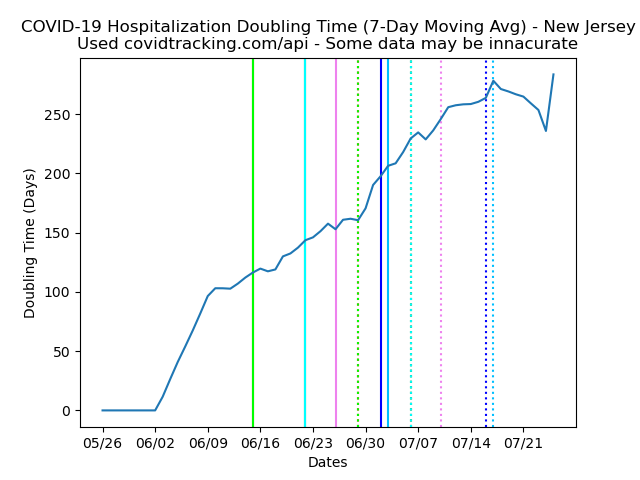 COVID-19 Hospitalization Doubling Time (7-Day Moving Avg) - New Jersey
Used covidtracking.com/api - Some data may be innacurate
Doubling Time (Days)
250
200
150
100
50
0
05/26 06/02 06/09 06/16 06/23 06/30 07/07 07/14 07/21
Dates